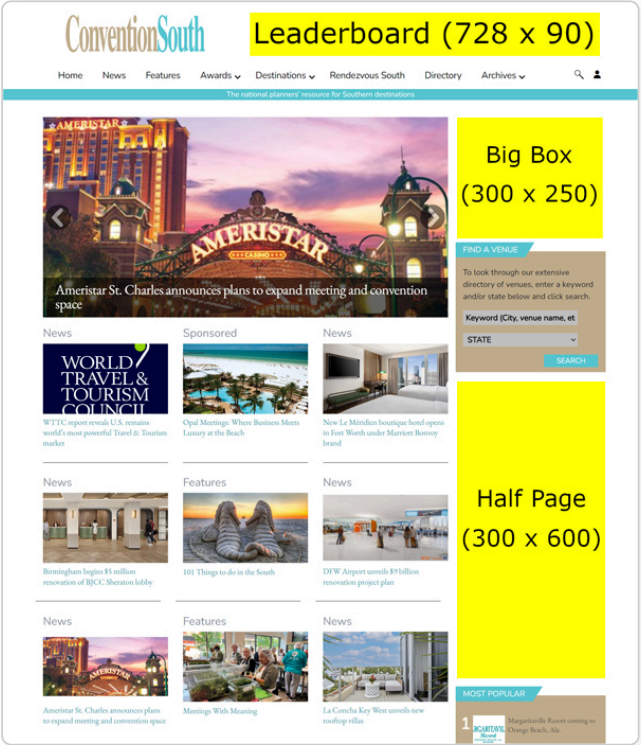 ConventionSouth
Leaderboard (728 x 90)
Home News Features Awards Destinations Rendezvous South Directory Archives
The national planners' resource for Southern destinations
AMERISTAR
AMERISTAR
CASINO
Ameristar St. Charles announces plans to expand meeting and convention
space
Big Box
(300 x 250)
FIND A VENUE
To look through our extensive
directory of venues, enter a keyword
and/or state below and click search.
Keyword (City, venue name, et
STATE
SEARCH
News
WORLD
TRAVEL &
TOURISM
COUNCIL
WTTC report reveals U.S. remains
world's most powerful Travel & Tourism
market
Sponsored
Opal Meetings: Where Business Meets
Luxury at the Beach
News
New Le Méridien boutique hotel opens
in Fort Worth under Marriott Bonvoy
brand
Half Page
(300 x 600)
News
Birmingham begins $5 million
renovation of BJCC Sheraton lobby
Features
101 Things to do in the South
News
DFW Airport unveils $9 billion
renovation project plan
News
AMERISTAR
Ameristar St. Charles announces plans
to expand meeting and convention space
Features
Meetings With Meaning
News
La Concha Key West unveils new
rooftop villas
MOST POPULAR
1
Margaritaville Resort coming to
Orange Beach, Ala.